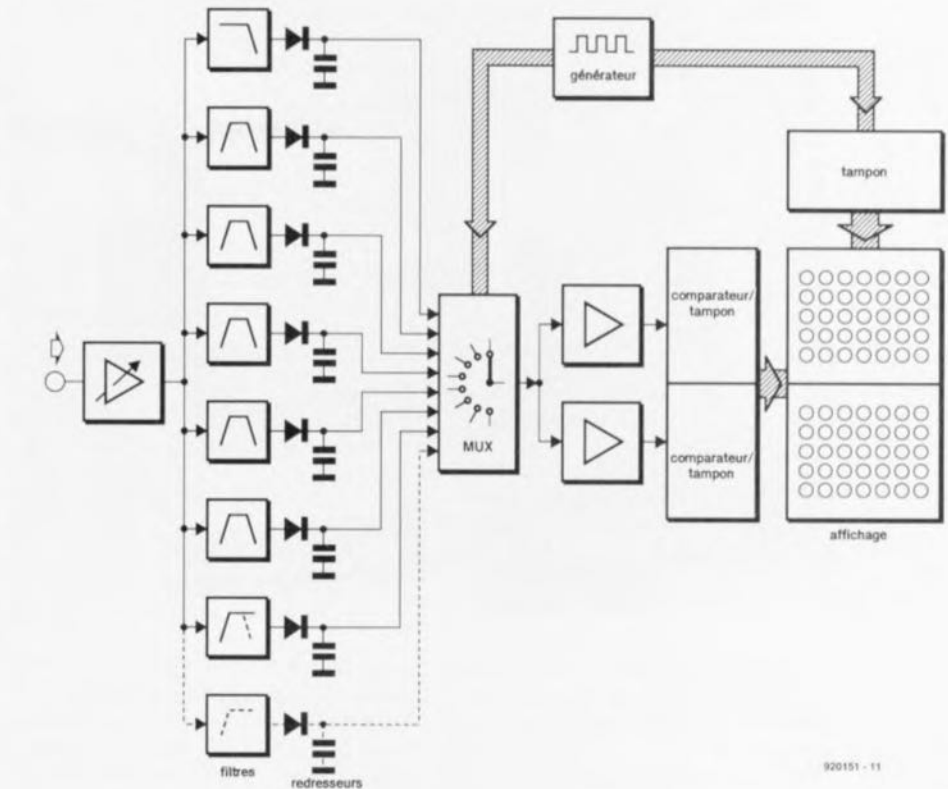 générateur
tampon
comparateur/
tampon
MUX
comparateur/
tampon
affichage
filtres
redresseurs
920151 - 11